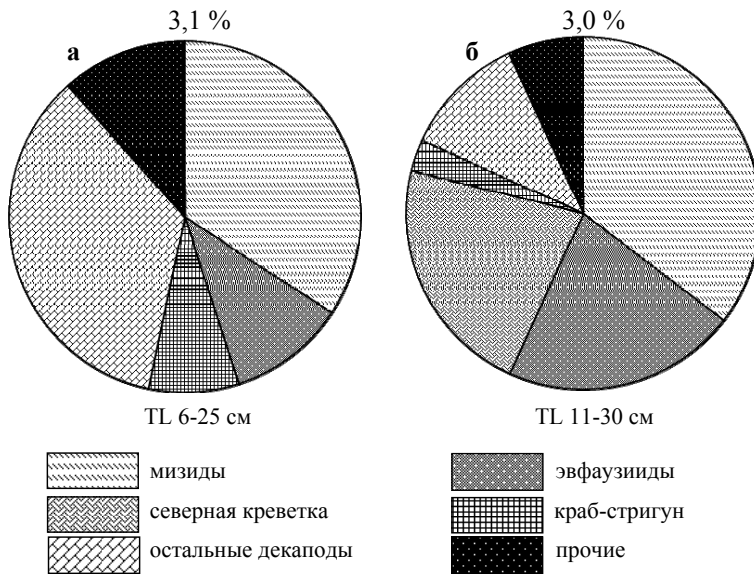 3,1 % 3,0 %
а б
TL 6-25 см TL 11-30 см
мизиды эвфаузииды
северная креветка краб-стригун
остальные декаподы прочие